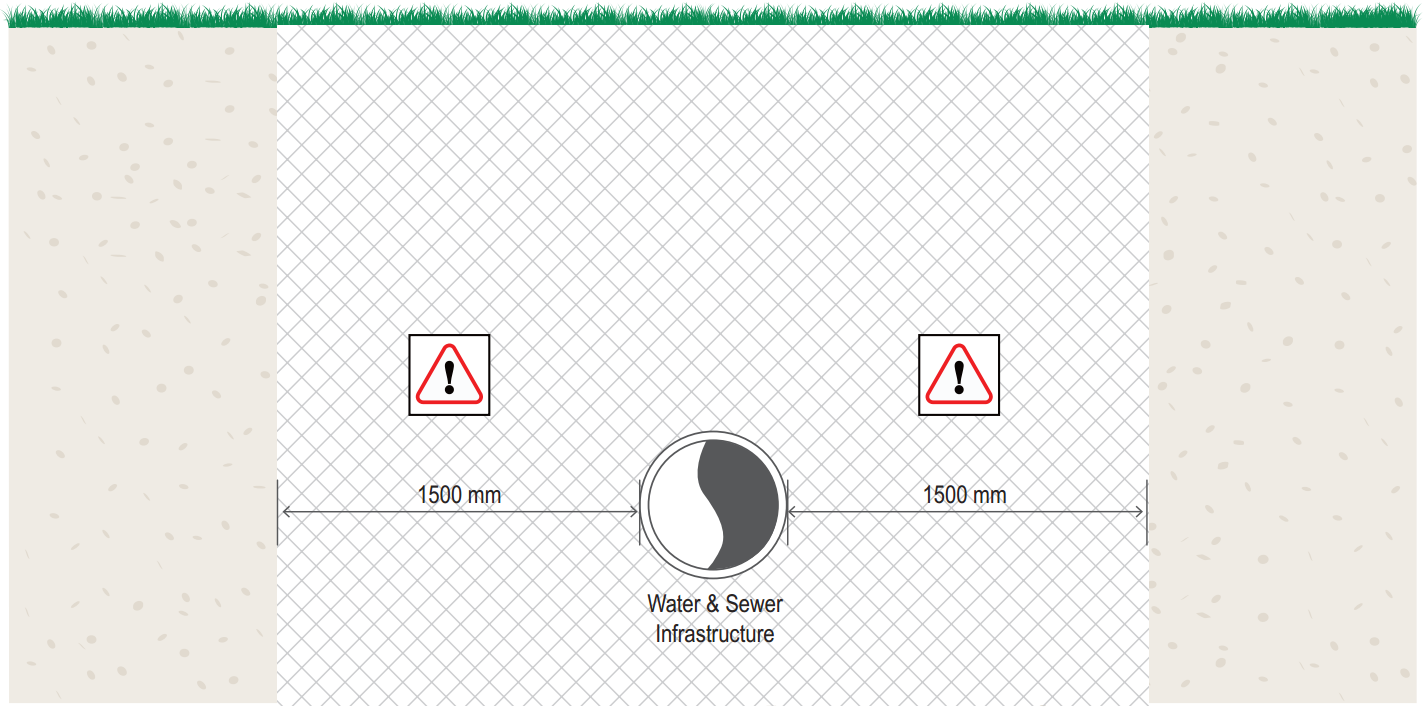 1500 mm
1500 mm
Water & Sewer
Infrastructure